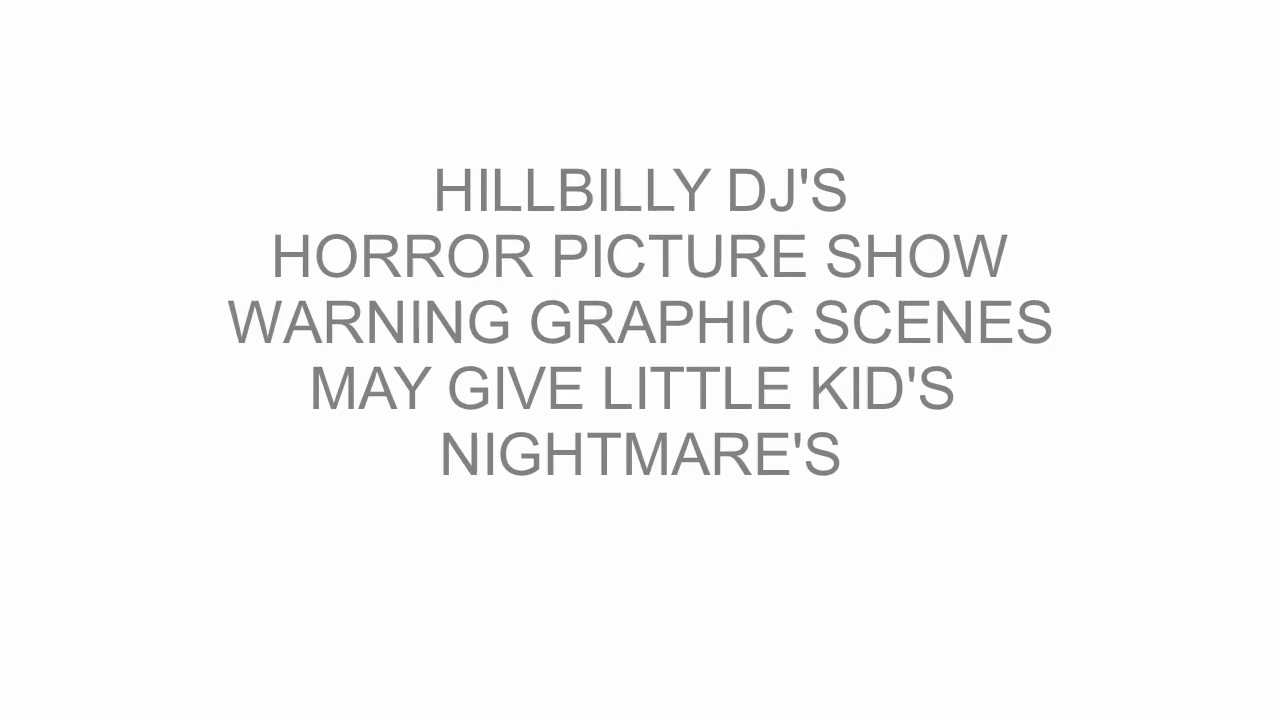 HILLBILLY DJ'S
HORROR PICTURE SHOW
WARNING GRAPHIC SCENES
MAY GIVE LITTLE KID'S
NIGHTMARE'S